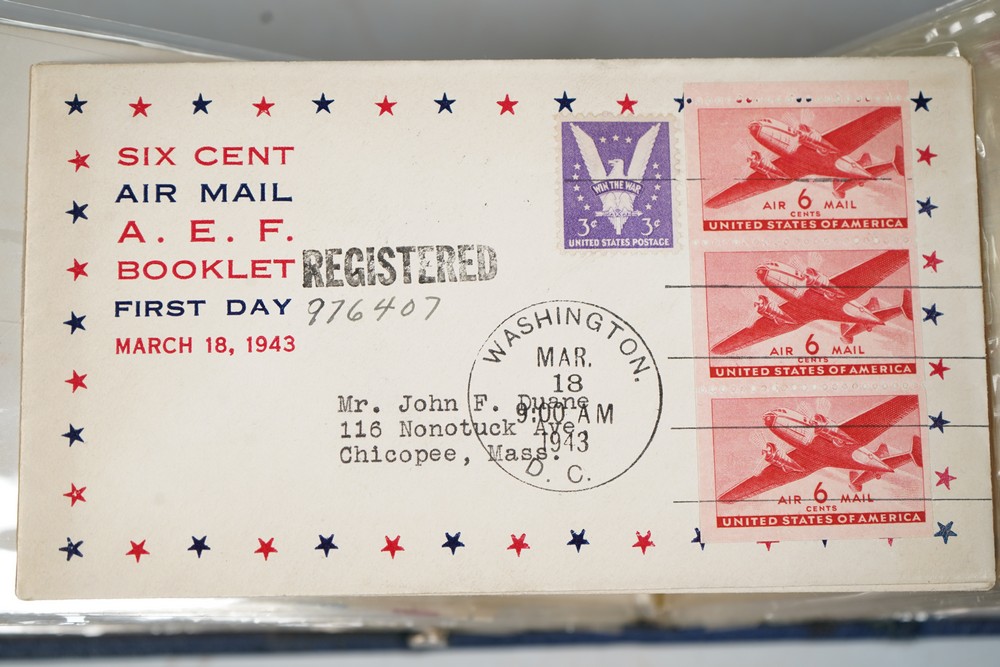 SIX CENT
AIR MAIL
A. E. F.
BOOKLET
FIRST DAY
MARCH 18, 1943
REGISTERED
976407
WIN THE WAR
3¢ 3¢
UNITED STATES POSTAGE
AIR 6 MAIL
CENTS
UNITED STATES OF AMERICA
AIR 6 MAIL
CENTS
UNITED STATES OF AMERICA
AIR 6 MAIL
CENTS
UNITED STATES OF AMERICA
WASHINGTON.
MAR.
18
9:00 AM
1943
D. C.
Mr. John F. Duane
116 Nonotuck Ave.
Chicopee, Mass.